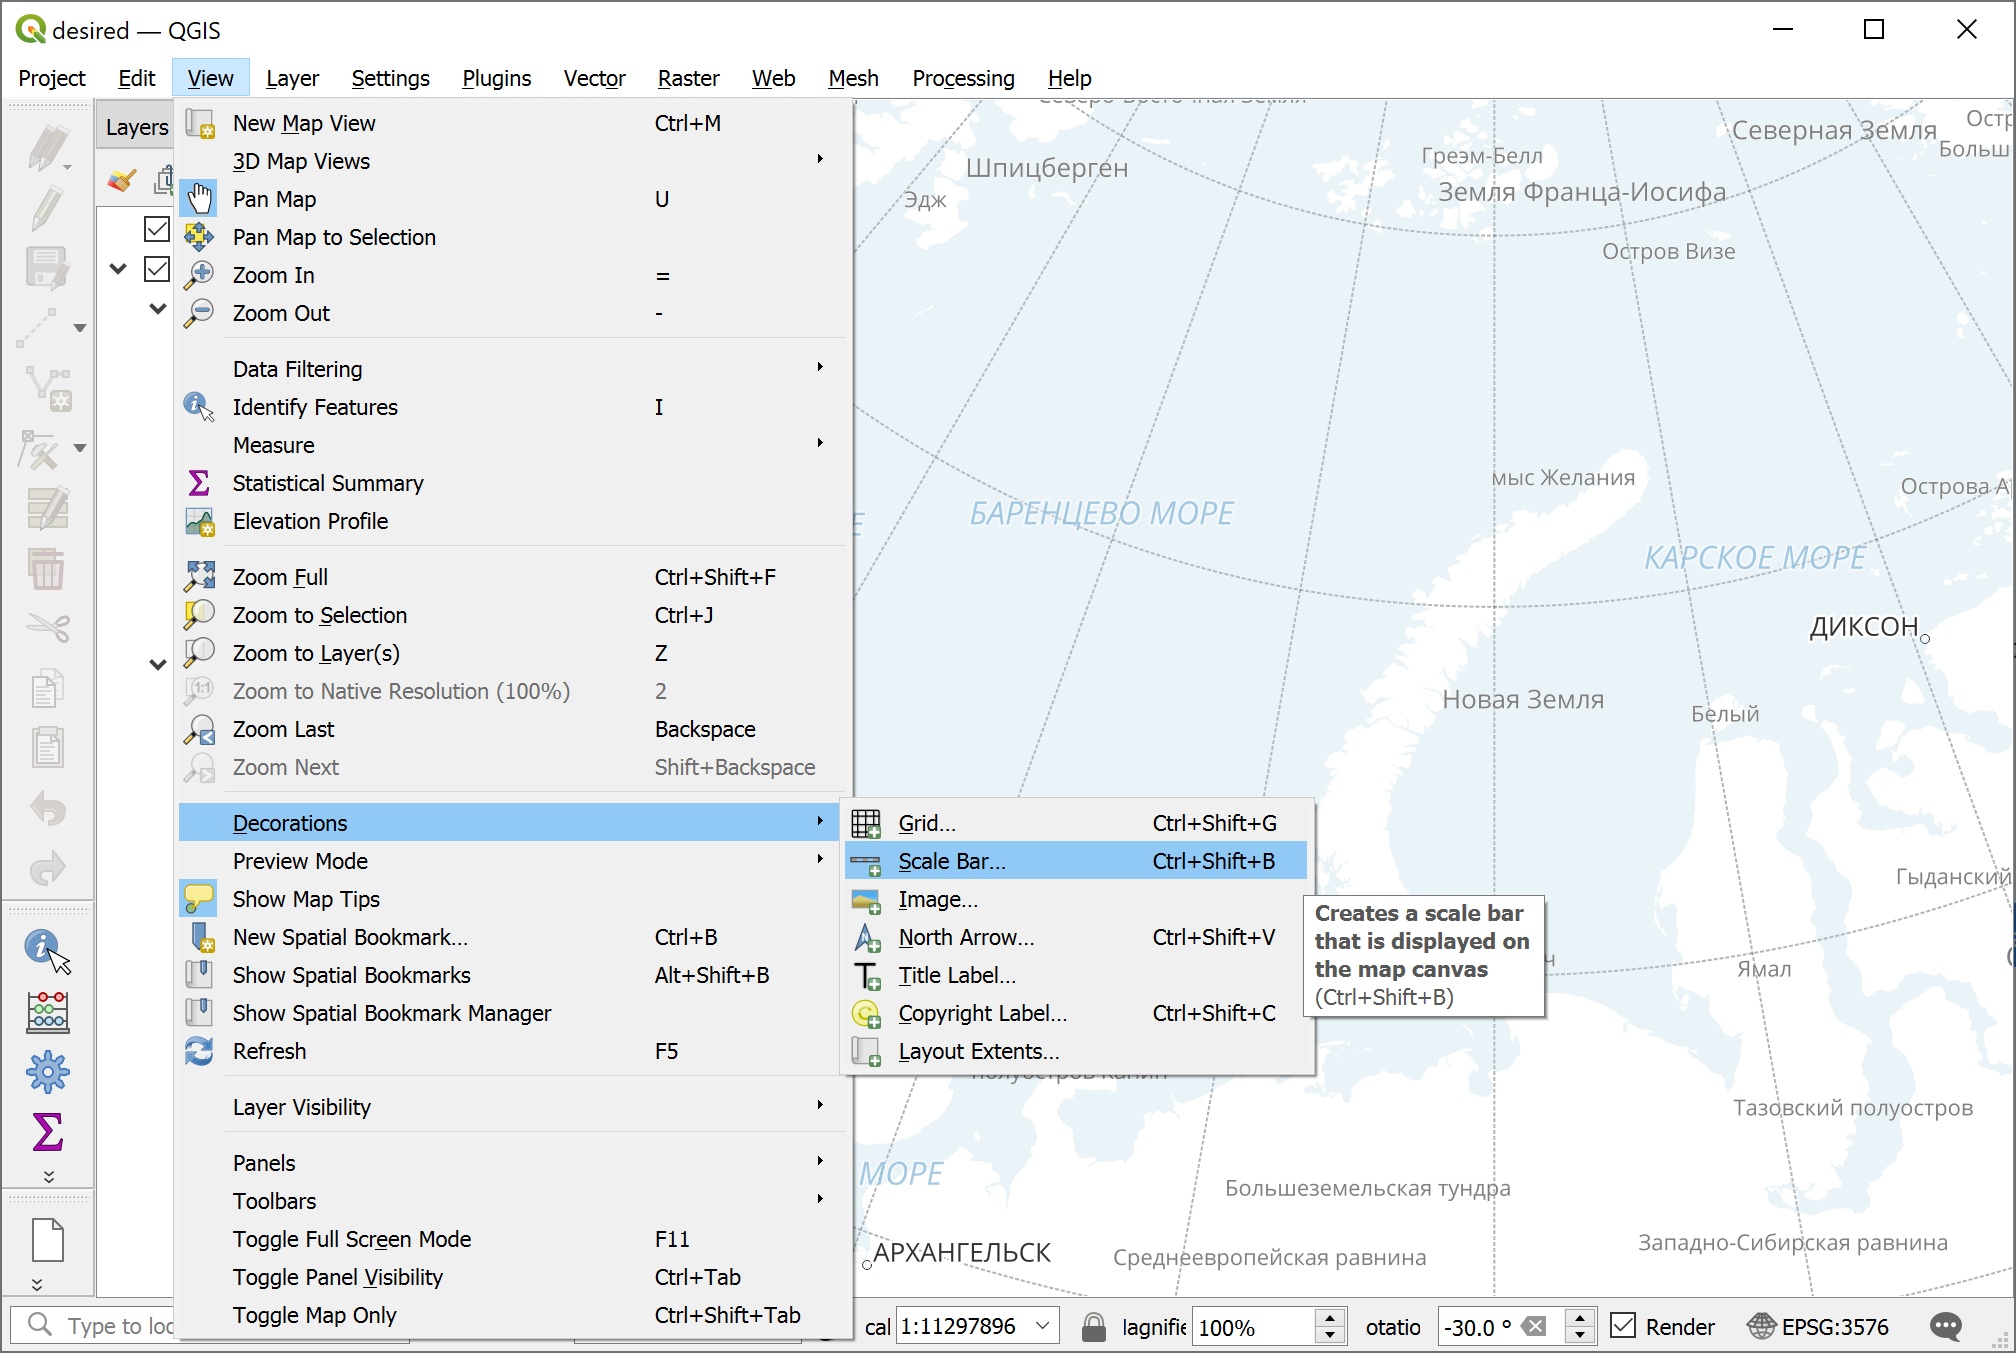 desired — QGIS
Project Edit View Layer Settings Plugins Vector Raster Web Mesh Processing Help
Layers
New Map View Ctrl+M
3D Map Views
Pan Map U
Pan Map to Selection
Zoom In =
Zoom Out -
Data Filtering
Identify Features I
Measure
Statistical Summary
Elevation Profile
Zoom Full Ctrl+Shift+F
Zoom to Selection Ctrl+J
Zoom to Layer(s) Z
Zoom to Native Resolution (100%) 2
Zoom Last Backspace
Zoom Next Shift+Backspace
Decorations
Preview Mode
Show Map Tips
New Spatial Bookmark... Ctrl+B
Show Spatial Bookmarks Alt+Shift+B
Show Spatial Bookmark Manager
Refresh F5
Layer Visibility
Panels
Toolbars
Toggle Full Screen Mode F11
Toggle Panel Visibility Ctrl+Tab
Toggle Map Only Ctrl+Shift+Tab
Grid... Ctrl+Shift+G
Scale Bar... Ctrl+Shift+B
Image...
North Arrow... Ctrl+Shift+V
Title Label...
Copyright Label... Ctrl+Shift+C
Layout Extents...
Creates a scale bar
that is displayed on
the map canvas
(Ctrl+Shift+B)
Северная Земля
Больш
Шпицберген
Эдж
Греэм-Белл
Земля Франца-Иосифа
Остров Визе
мыс Желания
Острова А
БАРЕНЦЕВО МОРЕ
КАРСКОЕ МОРЕ
ДИКСОН
Новая Земля
Белый
Гыданский
Ямал
Тазовский полуостров
МОРЕ
Большеземельская тундра
АРХАНГЕЛЬСК
Среднеевропейская равнина
Западно-Сибирская равнина
Type to loc
cal 1:11297896 lagnifie 100% otatio -30.0 ° Render EPSG:3576